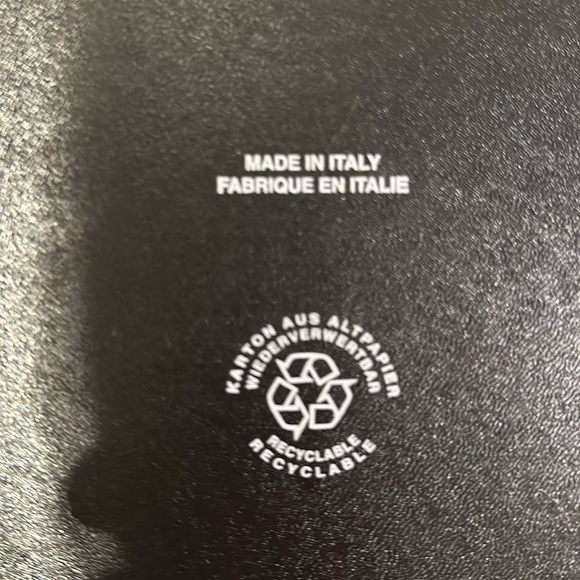 MADE IN ITALY
FABRIQUE EN ITALIE
KARTON AUS ALTPAPIER
WIEDERVERWERTBAR
RECYCLABLE
RECYCLABLE